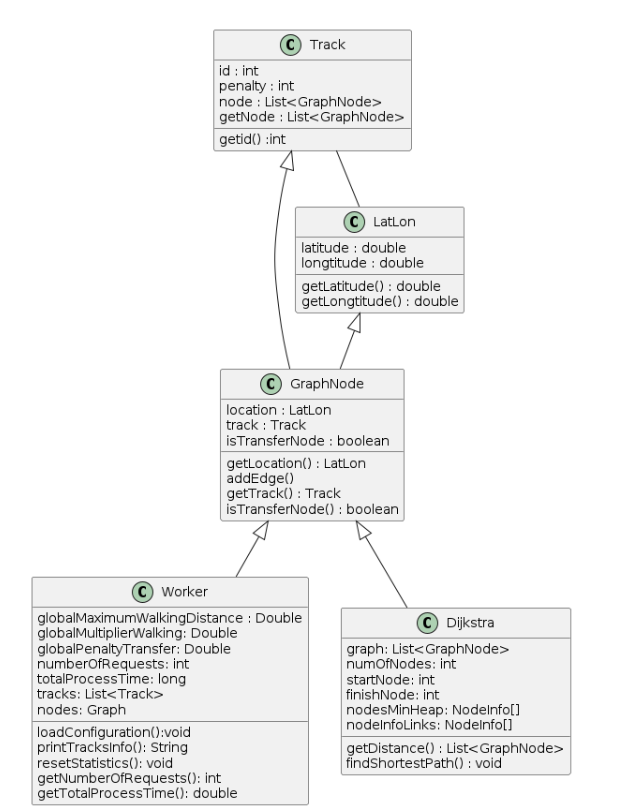 C Track
id : int
penalty : int
node : List<GraphNode>
getNode : List<GraphNode>
getid() :int
C LatLon
latitude : double
longtitude : double
getLatitude() : double
getLongtitude() : double
C GraphNode
location : LatLon
track : Track
isTransferNode : boolean
getLocation() : LatLon
addEdge()
getTrack() : Track
isTransferNode() : boolean
C Worker
globalMaximumWalkingDistance : Double
globalMultiplierWalking: Double
globalPenaltyTransfer: Double
numberOfRequests: int
totalProcessTime: long
tracks: List<Track>
nodes: Graph
loadConfiguration():void
printTracksInfo(): String
resetStatistics(): void
getNumberOfRequests(): int
getTotalProcessTime(): double
C Dijkstra
graph: List<GraphNode>
numOfNodes: int
startNode: int
finishNode: int
nodesMinHeap: NodeInfo[]
nodeInfoLinks: NodeInfo[]
getDistance() : List<GraphNode>
findShortestPath() : void